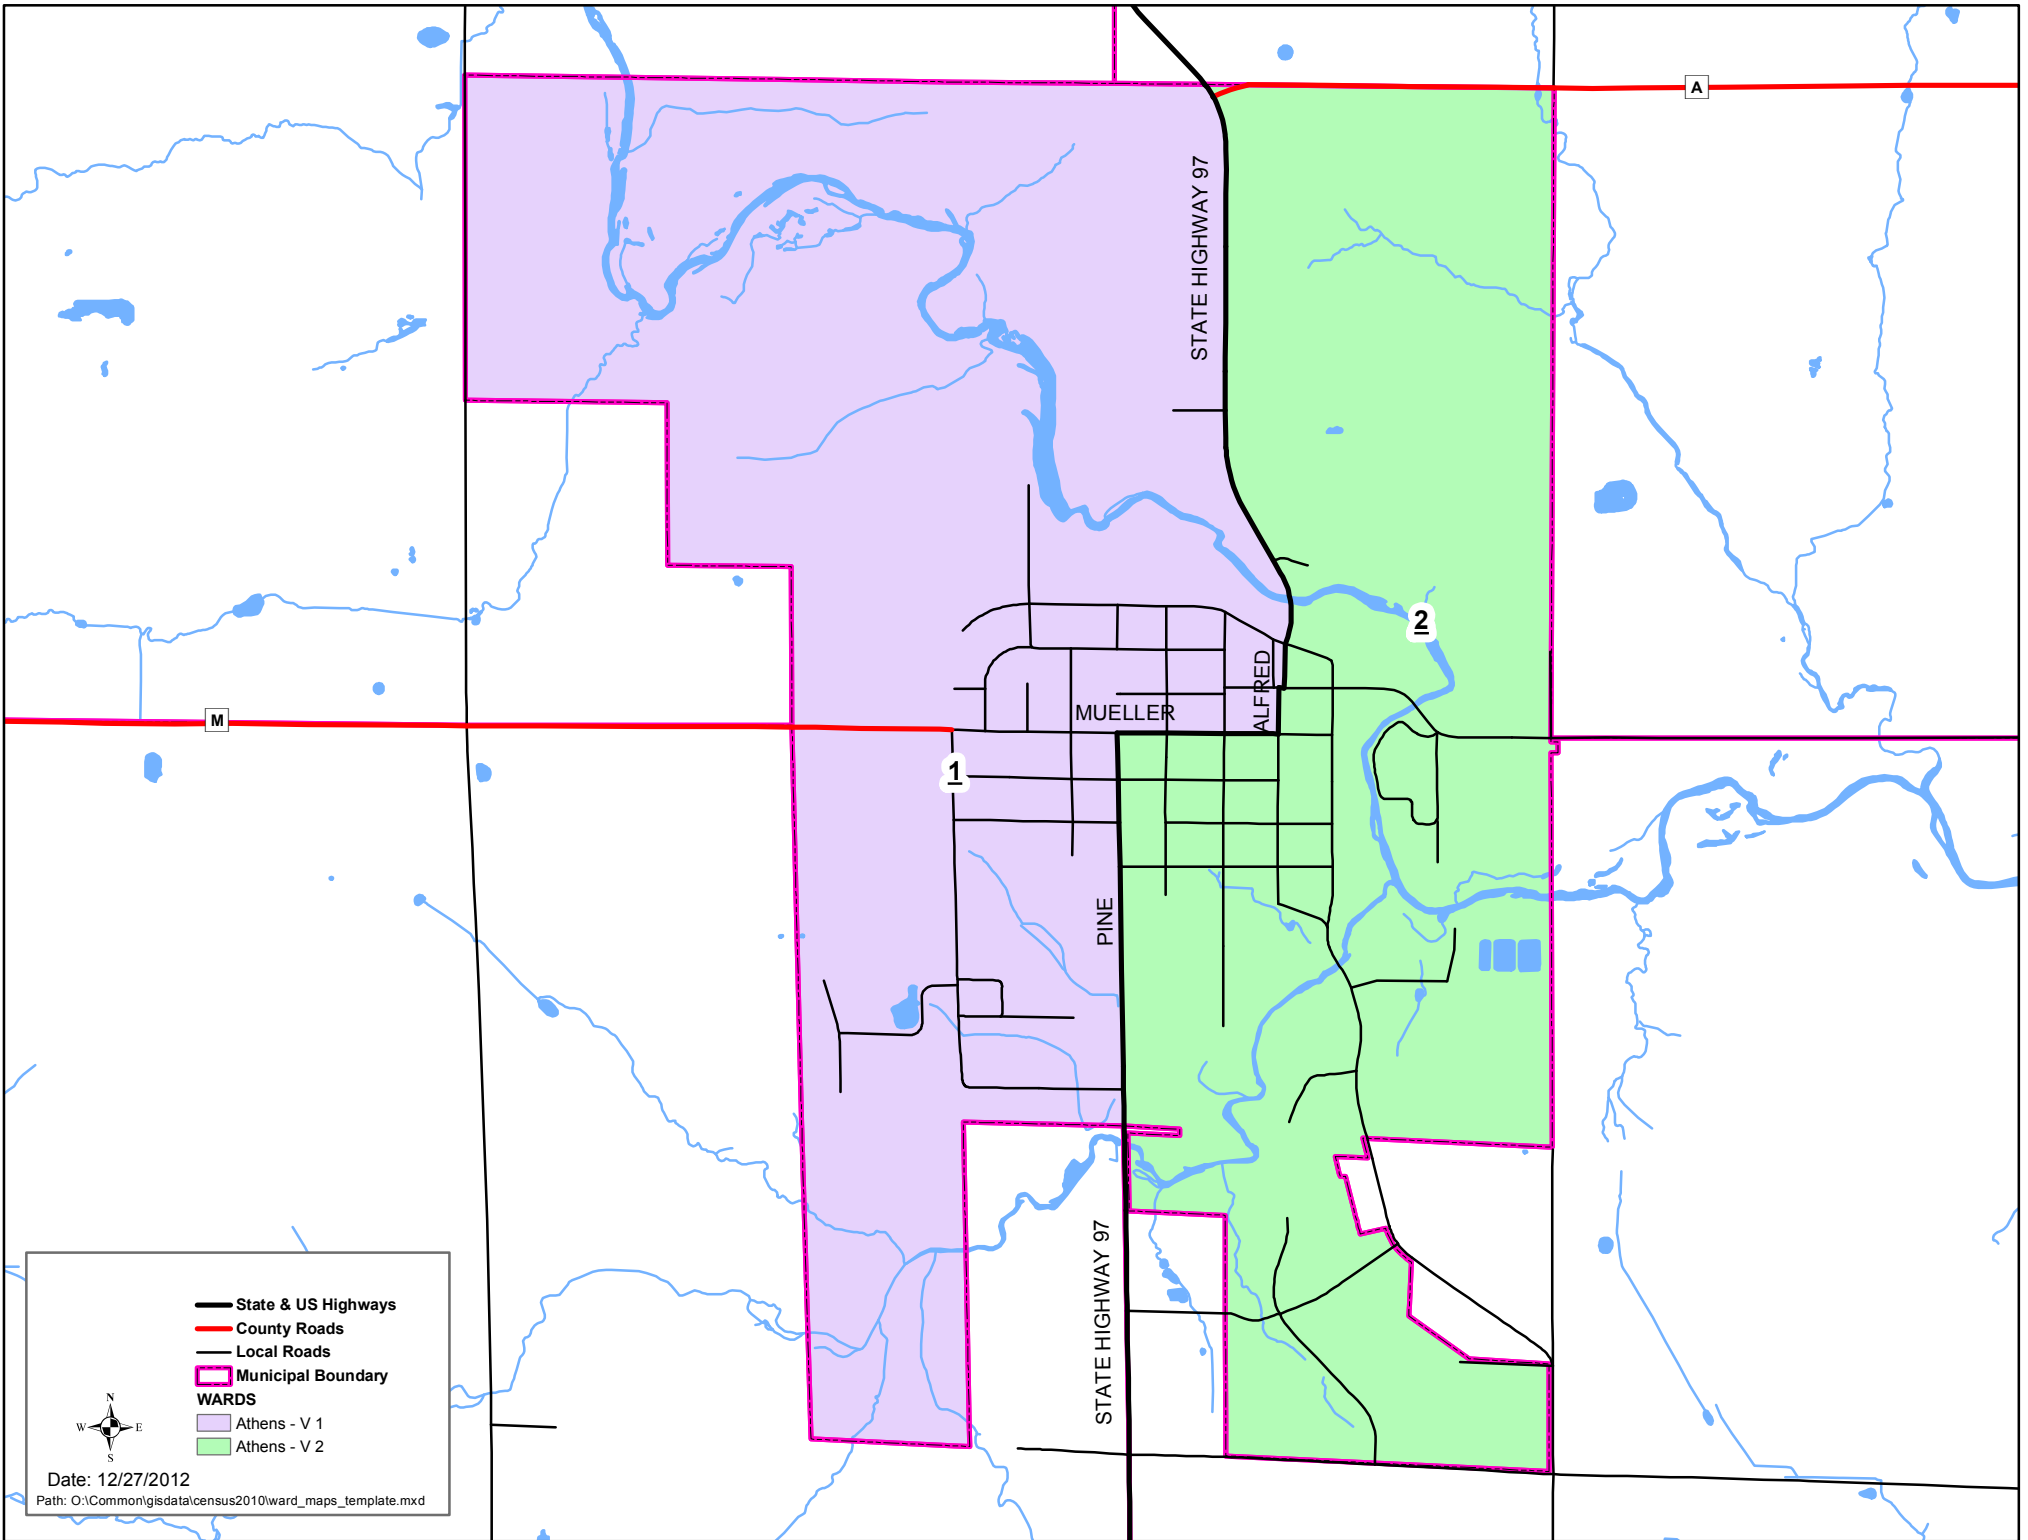 A
STATE HIGHWAY 97
2
ALFRED
MUELLER
M
1
PINE
STATE HIGHWAY 97
State & US Highways
County Roads
Local Roads
Municipal Boundary
WARDS
Athens - V 1
Athens - V 2
N
W E
S
Date: 12/27/2012
Path: O:\Common\gisdata\census2010\ward_maps_template.mxd